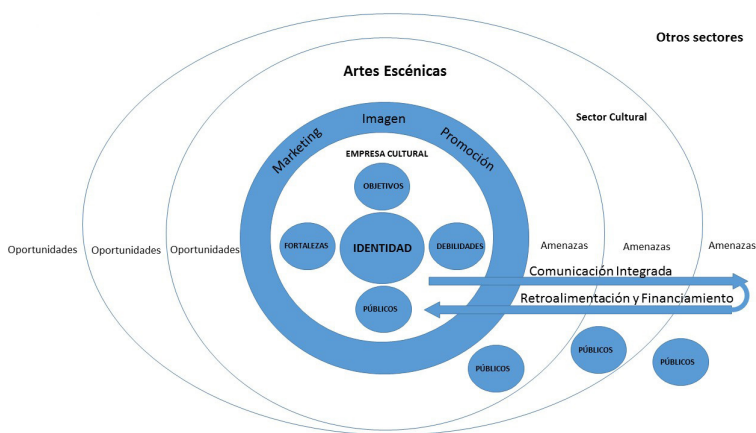 Otros sectores
Artes Escénicas
Sector Cultural
Imagen
Marketing
Promoción
EMPRESA CULTURAL
OBJETIVOS
FORTALEZAS
IDENTIDAD
DEBILIDADES
Oportunidades
Oportunidades
Oportunidades
Amenazas
Amenazas
Amenazas
Comunicación Integrada
Retroalimentación y Financiamiento
PÚBLICOS
PÚBLICOS
PÚBLICOS
PÚBLICOS